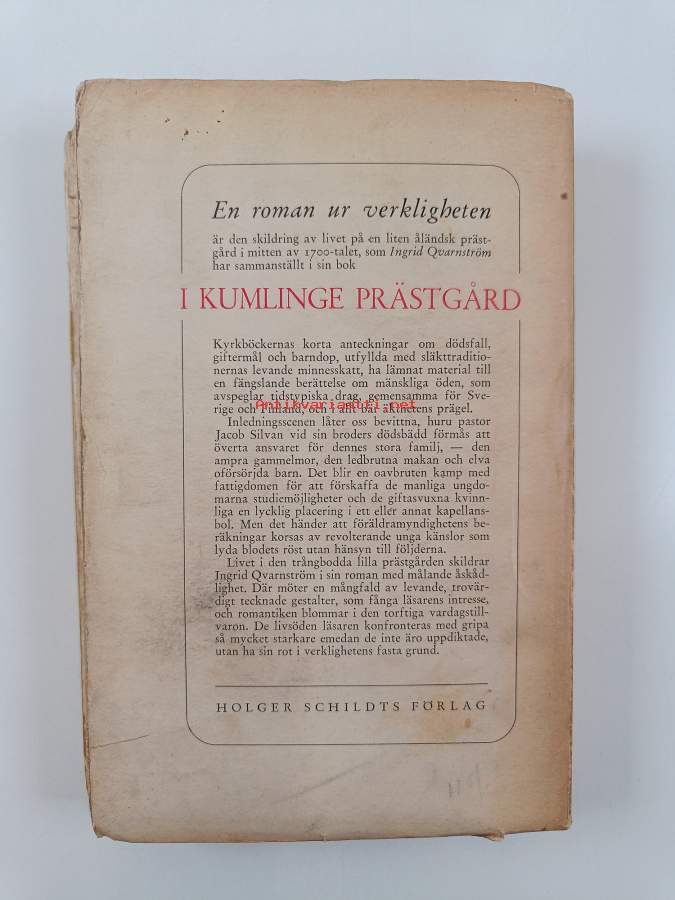 En roman ur verkligheten
är den skildring av livet på en liten åländsk präst-
gård i mitten av 1700-talet, som Ingrid Qvarnström
har sammanställt i sin bok
I KUMLINGE PRÄSTGÅRD
Kyrkböckernas korta anteckningar om dödsfall,
giftermål och barndop, utfyllda med släkttraditio-
nernas levande minnesskatt, ha lämnat material till
en fängslande berättelse om mänskliga öden, som
avspeglar tidstypiska drag, gemensamma för Sve-
rige och Finland, och i allt bär äkthetens prägel.
Antikvariaatti.net
Inledningsscenen låter oss bevittna, huru pastor
Jacob Silvan vid sin broders dödsbädd förmås att
överta ansvaret för dennes stora familj, — den
ampra gammelmor, den ledbrutna makan och elva
oförsörjda barn. Det blir en oavbruten kamp med
fattigdomen för att förskaffa de manliga ungdo-
marna studiemöjligheter och de giftasvuxna kvinn-
liga en lycklig placering i ett eller annat kapellans-
bol. Men det händer att föräldramyndighetens be-
räkningar korsas av revolterande unga känslor som
lyda blodets röst utan hänsyn till följderna.
Livet i den trångbodda lilla prästgården skildrar
Ingrid Qvarnström i sin roman med målande åskåd-
lighet. Där möter en mångfald av levande, trovär-
digt tecknade gestalter, som fånga läsarens intresse,
och romantiken blommar i den torftiga vardagstill-
varon. De livsöden läsaren konfronteras med gripa
så mycket starkare emedan de inte äro uppdiktade,
utan ha sin rot i verklighetens fasta grund.
HOLGER SCHILDTS FÖRLAG